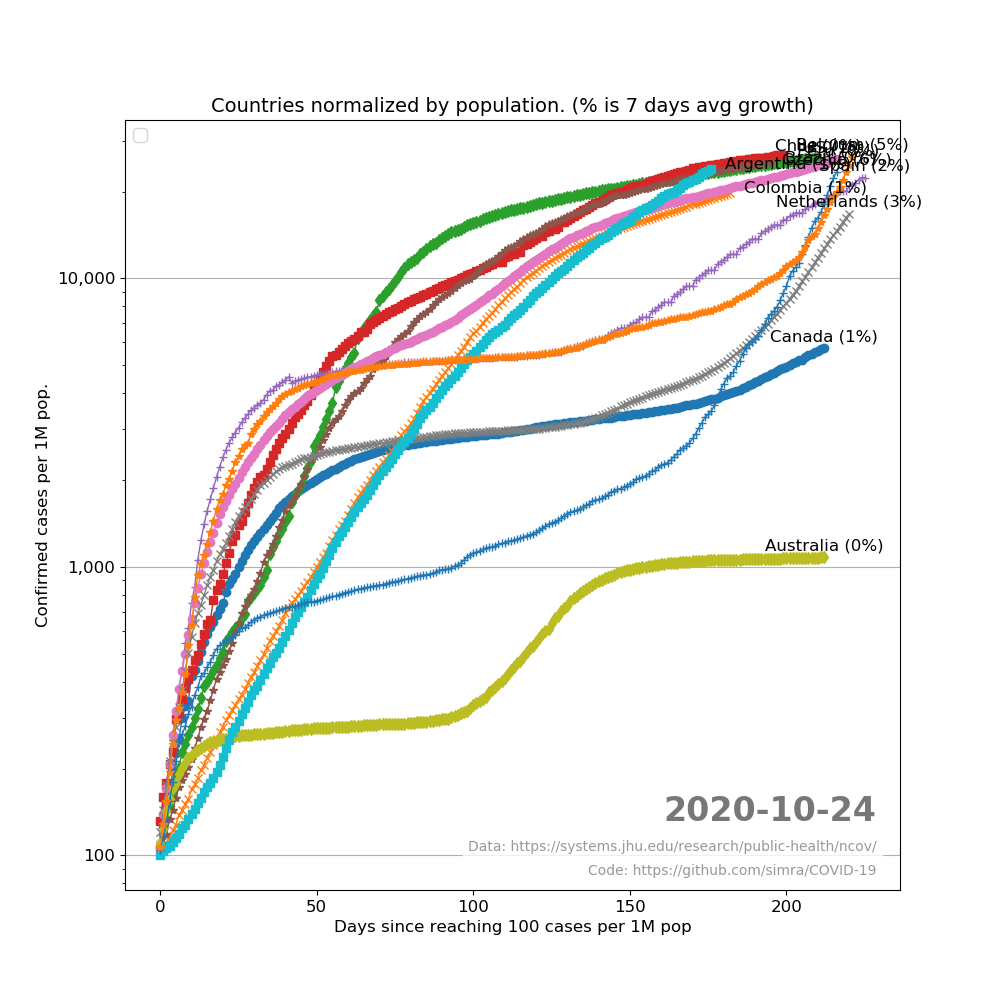 Countries normalized by population. (% is 7 days avg growth)
Confirmed cases per 1M pop.
10,000
1,000
100
Belgium (5%)
Spain (2%)
Argentina
Colombia (1%)
Netherlands (3%)
Canada (1%)
Australia (0%)
2020-10-24
Data: https://systems.jhu.edu/research/public-health/ncov/
Code: https://github.com/simra/COVID-19
0 50 100 150 200
Days since reaching 100 cases per 1M pop